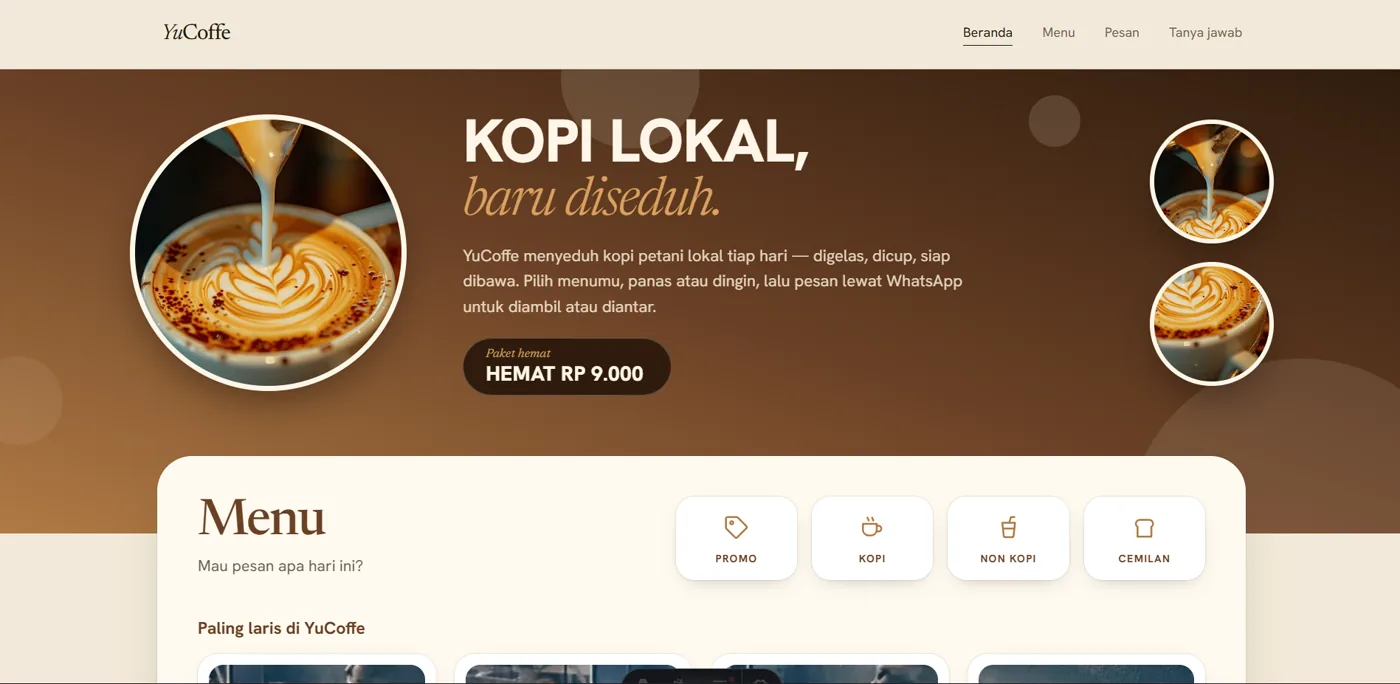 YuCoffe
Beranda
Menu
Pesan
Tanya jawab
KOPI LOKAL,
baru diseduh.
YuCoffe menyeduh kopi petani lokal tiap hari — digelas, dicup, siap
dibawa. Pilih menumu, panas atau dingin, lalu pesan lewat WhatsApp
untuk diambil atau diantar.
Paket hemat
HEMAT RP 9.000
Menu
Mau pesan apa hari ini?
PROMO
KOPI
NON KOPI
CEMILAN
Paling laris di YuCoffe